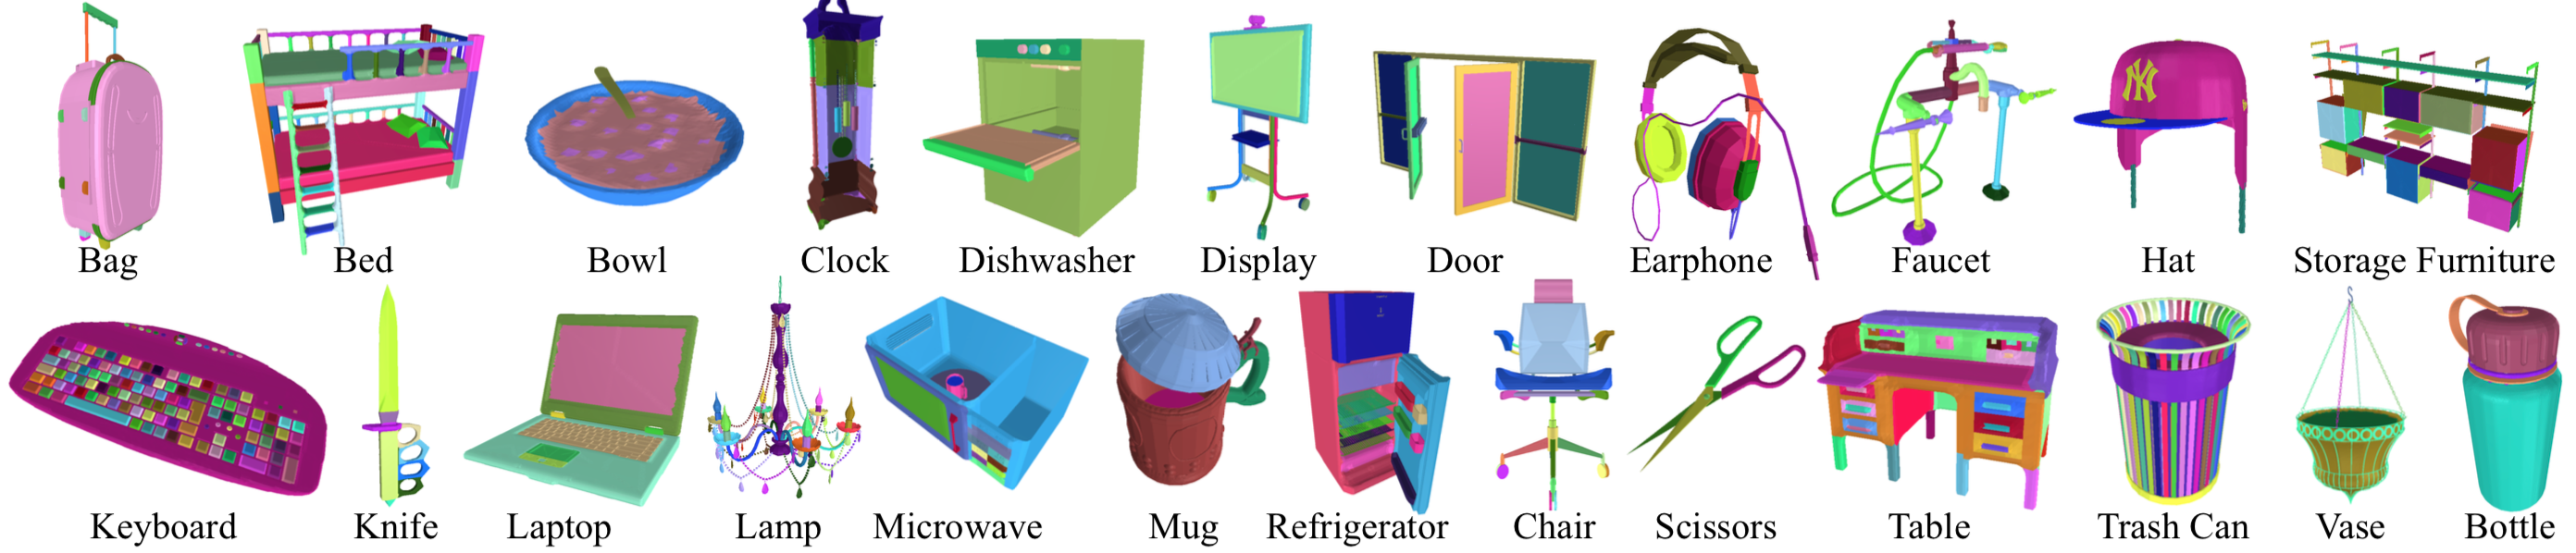 NY
Bag Bed Bowl Clock Dishwasher Display Door Earphone Faucet Hat Storage Furniture
Keyboard Knife Laptop Lamp Microwave Mug Refrigerator Chair Scissors Table Trash Can Vase Bottle